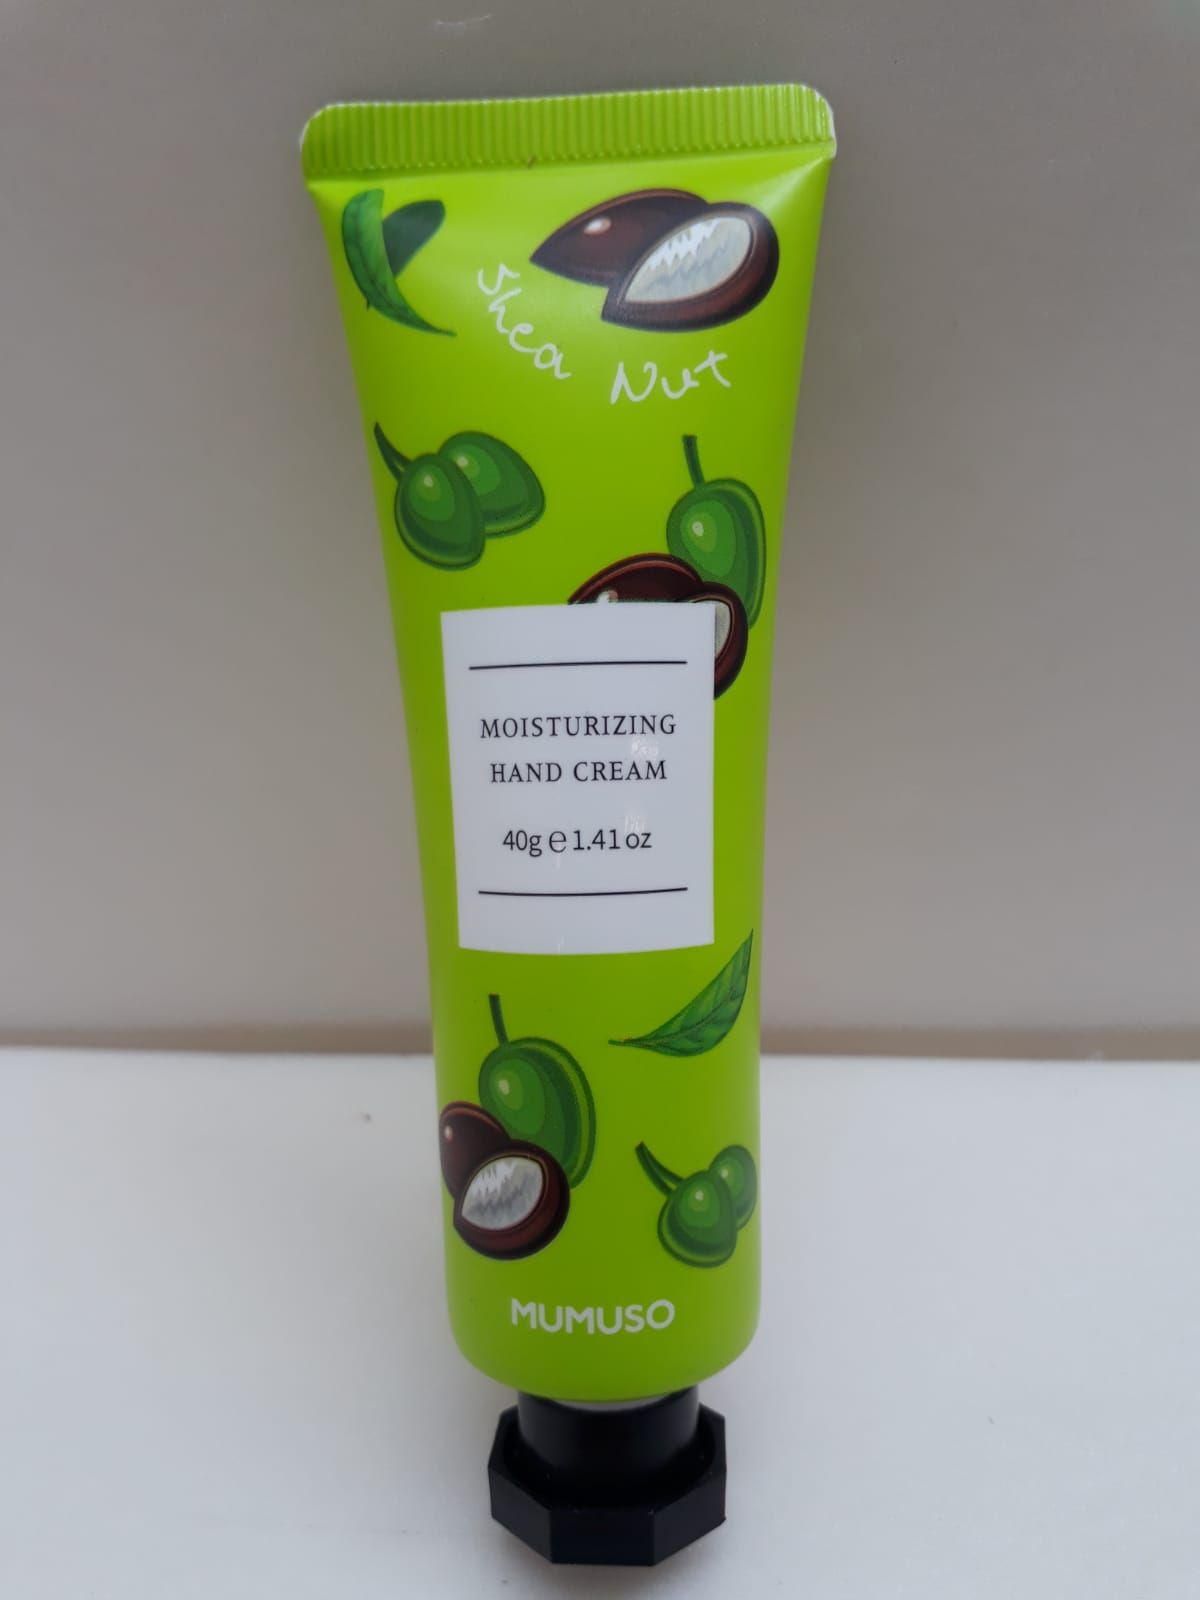 Shea Nut
MOISTURIZING
HAND CREAM
40g ℮ 1.41 oz
MUMUSO